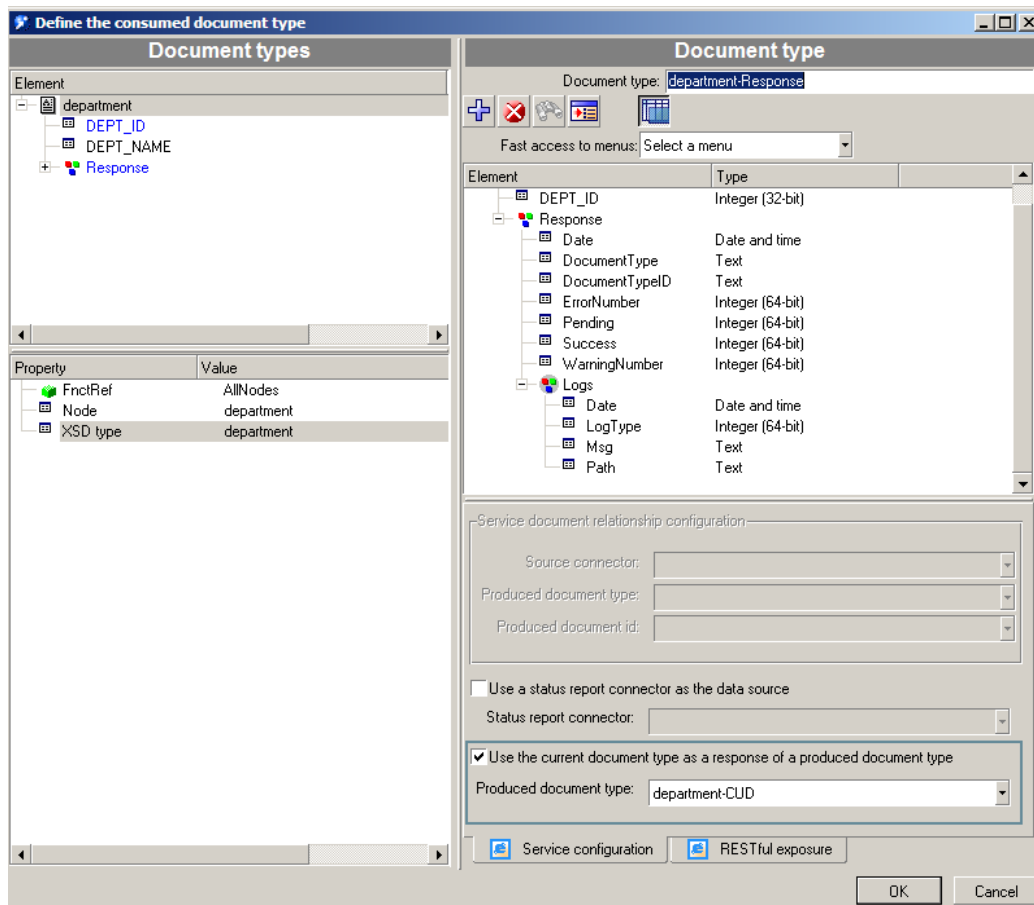 Define the consumed document type
Document types
Element
department
DEPT_ID
DEPT_NAME
Response
Property Value
FnctRef AllNodes
Node department
XSD type department
Document type
Document type: department-Response
Fast access to menus: Select a menu
Element Type
DEPT_ID Integer (32-bit)
Response
Date Date and time
DocumentType Text
DocumentTypeID Text
ErrorNumber Integer (64-bit)
Pending Integer (64-bit)
Success Integer (64-bit)
WarningNumber Integer (64-bit)
Logs
Date Date and time
LogType Integer (64-bit)
Msg Text
Path Text
Service document relationship configuration
Source connector:
Produced document type:
Produced document id:
Use a status report connector as the data source
Status report connector:
Use the current document type as a response of a produced document type
Produced document type: department-CUD
Service configuration RESTful exposure
OK Cancel